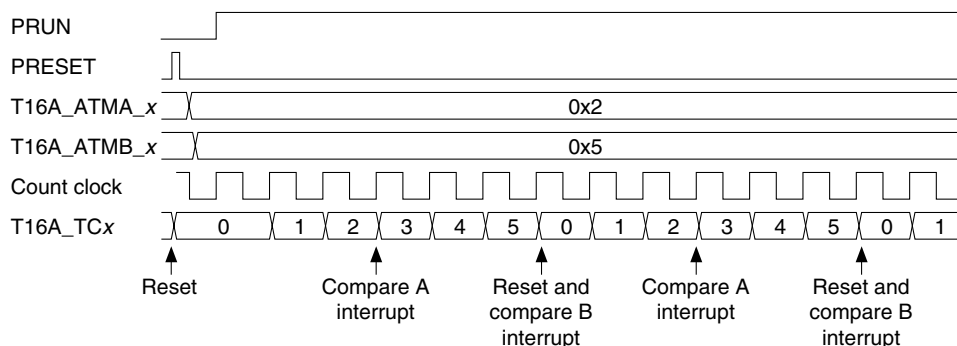 PRUN
PRESET
T16A_ATMA_x 0x2
T16A_ATMB_x 0x5
Count clock
T16A_TCx 0 1 2 3 4 5 0 1 2 3 4 5 0 1
Reset Compare A Reset and Compare A Reset and
interrupt compare B interrupt compare B
interrupt interrupt